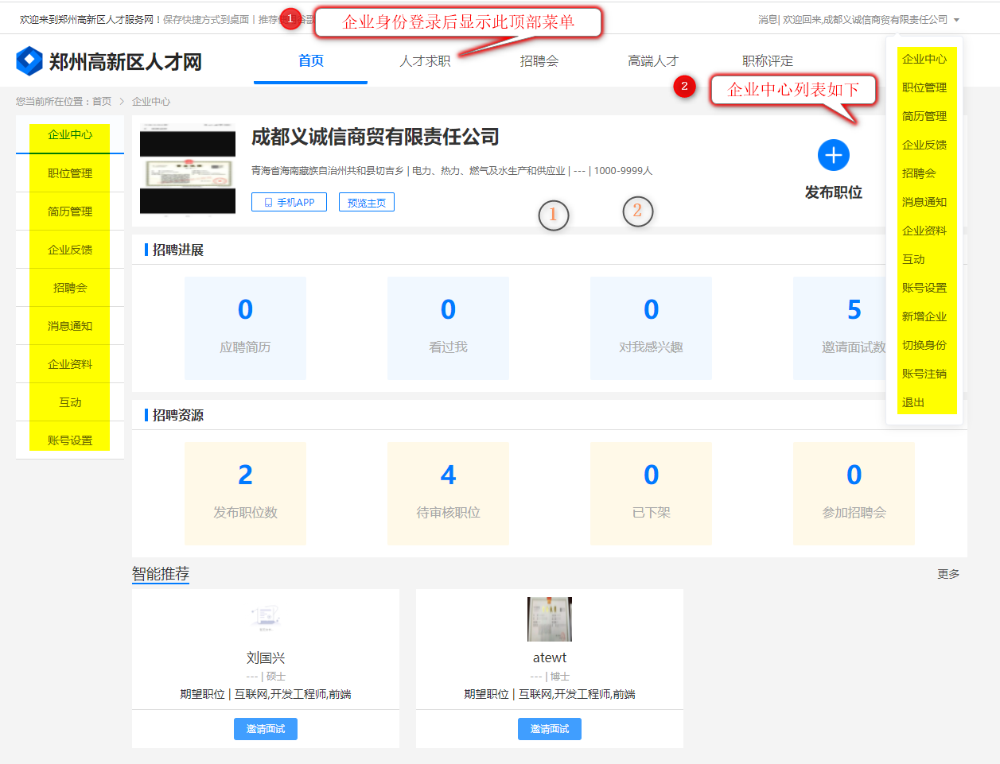 欢迎来到郑州高新区人才服务网！保存快捷方式到桌面 | 推荐
1
企业身份登录后显示此顶部菜单
消息| 欢迎回来,成都义诚信商贸有限责任公司
郑州高新区人才网
首页
人才求职
招聘会
高端人才
职称评定
2
企业中心列表如下
您当前所在位置：首页 > 企业中心
企业中心
职位管理
简历管理
企业反馈
招聘会
消息通知
企业资料
互动
账号设置
成都义诚信商贸有限责任公司
青海省海南藏族自治州共和县切吉乡 | 电力、热力、燃气及水生产和供应业 | --- | 1000-9999人
手机APP
预览主页
1
2
发布职位
企业中心
职位管理
简历管理
企业反馈
招聘会
消息通知
企业资料
互动
账号设置
新增企业
切换身份
账号注销
退出
招聘进展
0
应聘简历
0
看过我
0
对我感兴趣
5
邀请面试数
招聘资源
2
发布职位数
4
待审核职位
0
已下架
0
参加招聘会
智能推荐
更多
刘国兴
--- | 硕士
期望职位 | 互联网,开发工程师,前端
邀请面试
atewt
--- | 博士
期望职位 | 互联网,开发工程师,前端
邀请面试